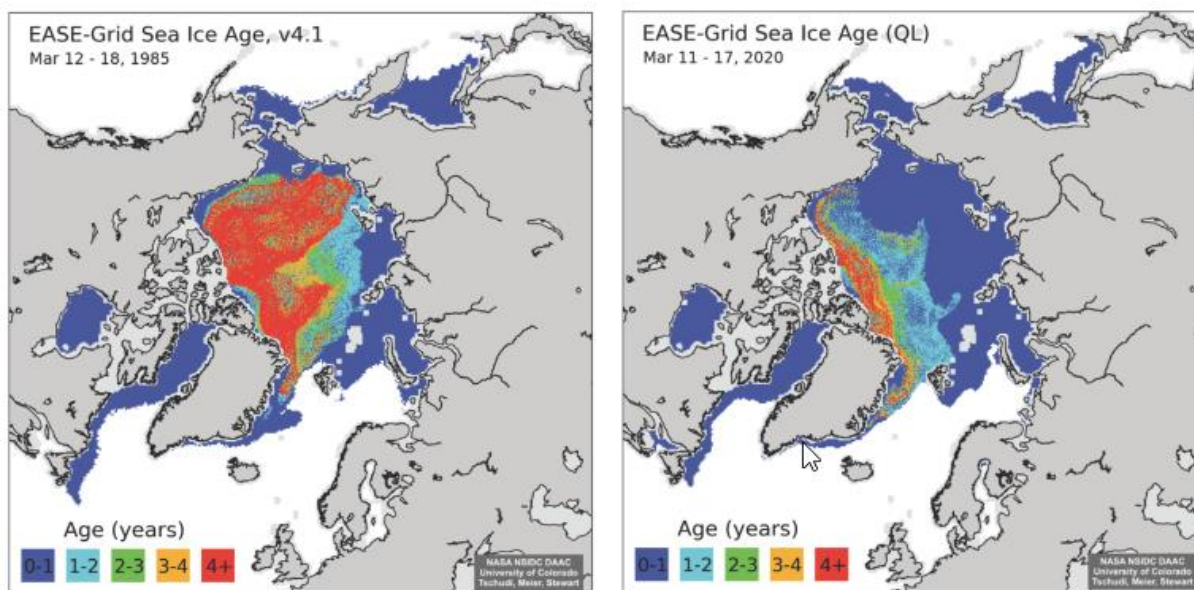 EASE-Grid Sea Ice Age, v4.1
Mar 12 - 18, 1985
Age (years)
0-1 1-2 2-3 3-4 4+
NASA NSIDC DAAC
University of Colorado
Tschudi, Meier, Stewart
EASE-Grid Sea Ice Age (QL)
Mar 11 - 17, 2020
Age (years)
0-1 1-2 2-3 3-4 4+
NASA NSIDC DAAC
University of Colorado
Tschudi, Meier, Stewart